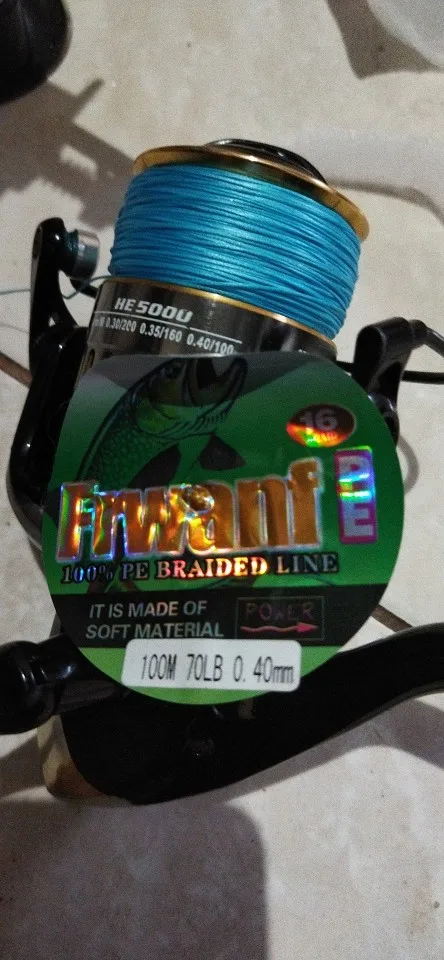 HE5000
0.30/200 0.35/160 0.40/100
16
Frwanf
PE
100% PE BRAIDED LINE
IT IS MADE OF
SOFT MATERIAL
POWER
100M 70LB 0.40mm